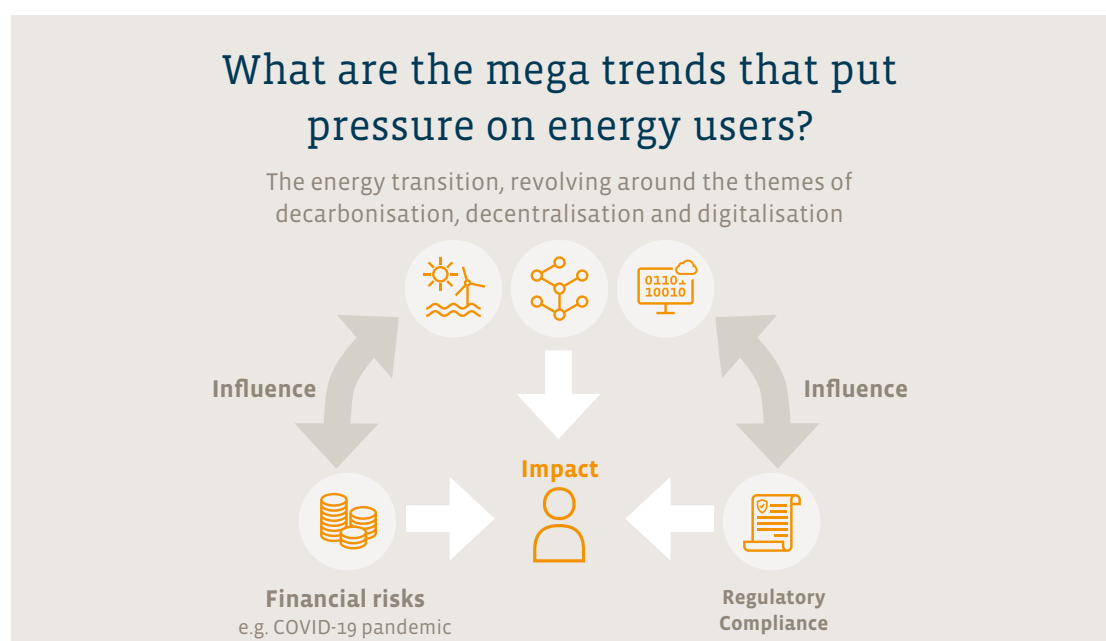 What are the mega trends that put
pressure on energy users?
The energy transition, revolving around the themes of
decarbonisation, decentralisation and digitalisation
01101
10010
Influence
Influence
Impact
Financial risks
e.g. COVID-19 pandemic
Regulatory
Compliance